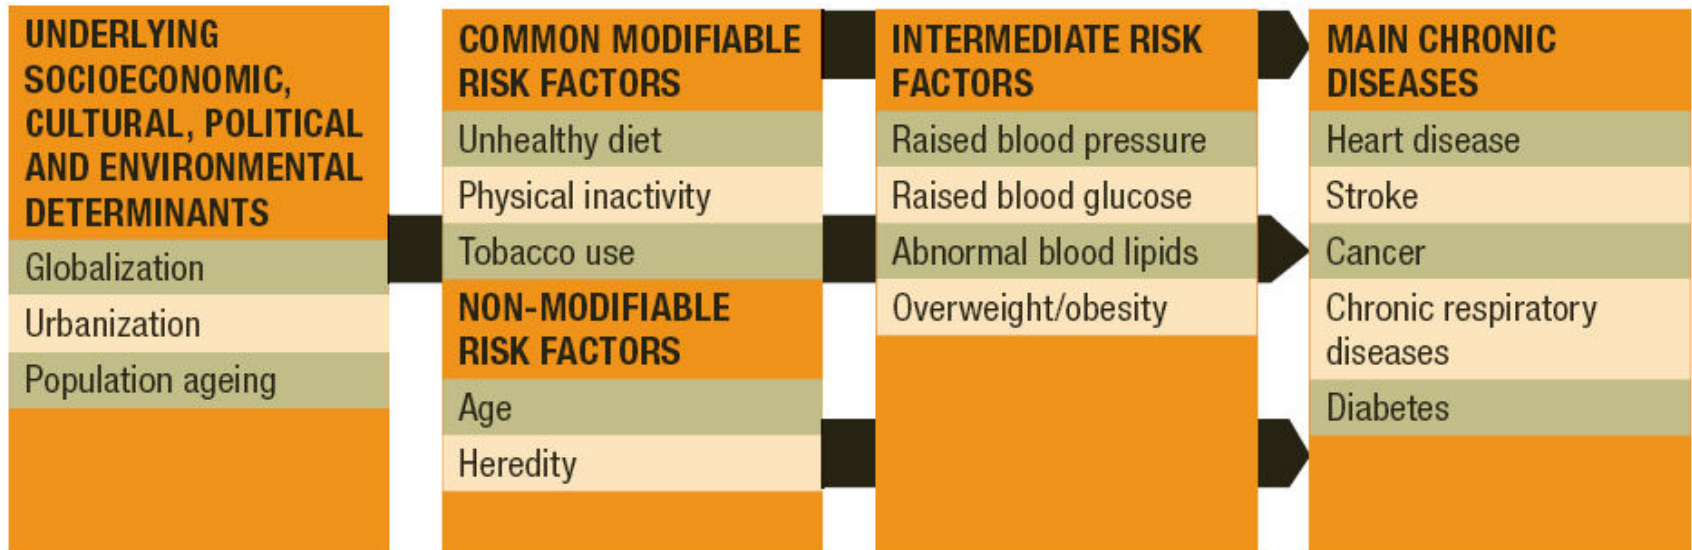 UNDERLYING
SOCIOECONOMIC,
CULTURAL, POLITICAL
AND ENVIRONMENTAL
DETERMINANTS
Globalization
Urbanization
Population ageing
COMMON MODIFIABLE
RISK FACTORS
Unhealthy diet
Physical inactivity
Tobacco use
NON-MODIFIABLE
RISK FACTORS
Age
Heredity
INTERMEDIATE RISK
FACTORS
Raised blood pressure
Raised blood glucose
Abnormal blood lipids
Overweight/obesity
MAIN CHRONIC
DISEASES
Heart disease
Stroke
Cancer
Chronic respiratory
diseases
Diabetes